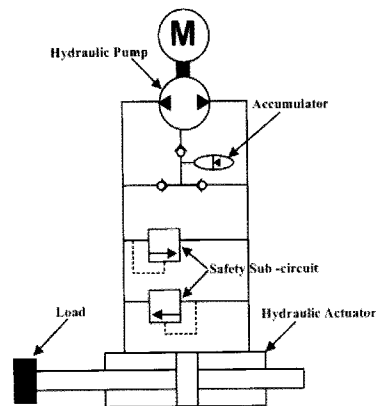 M
Hydraulic Pump
Accumulator
Safety Sub -circuit
Load
Hydraulic Actuator